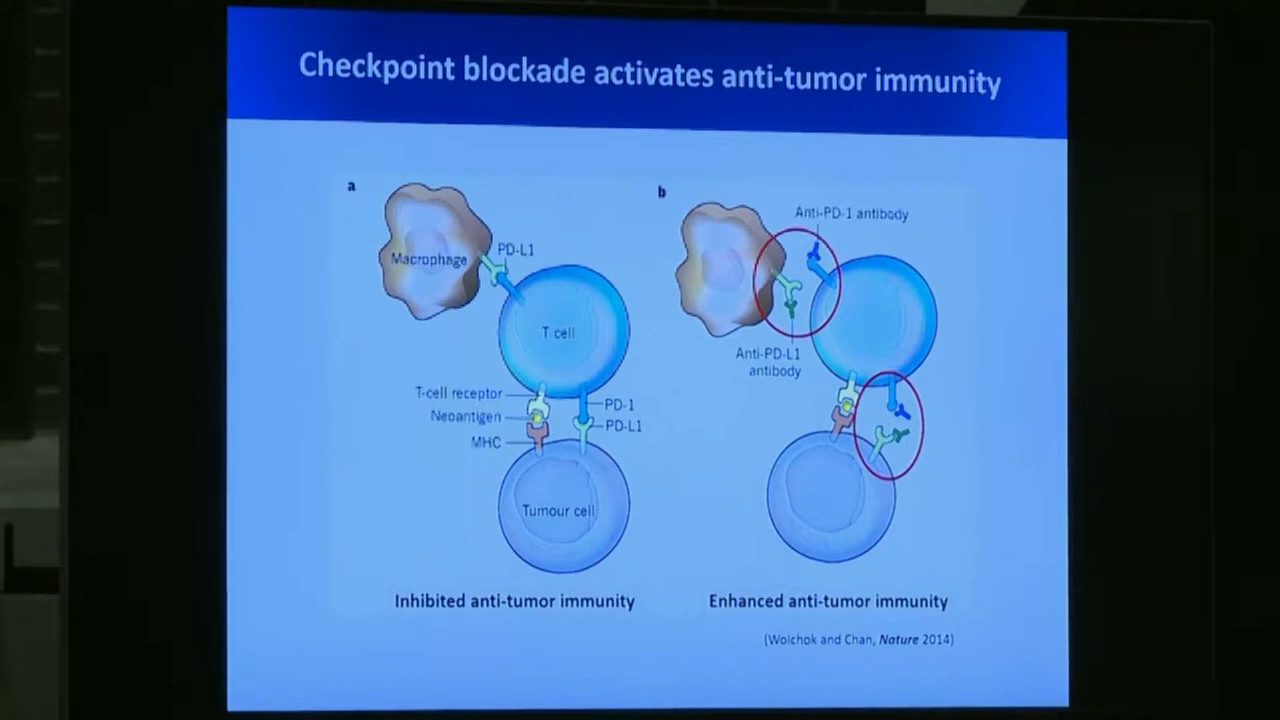 Checkpoint blockade activates anti-tumor immunity
a
Macrophage
PD-L1
T cell
T-cell receptor
Neoantigen
MHC
PD-1
PD-L1
Tumour cell
Inhibited anti-tumor immunity
b
Anti-PD-1 antibody
Anti-PD-L1
antibody
Enhanced anti-tumor immunity
(Wolchok and Chan, Nature 2014)